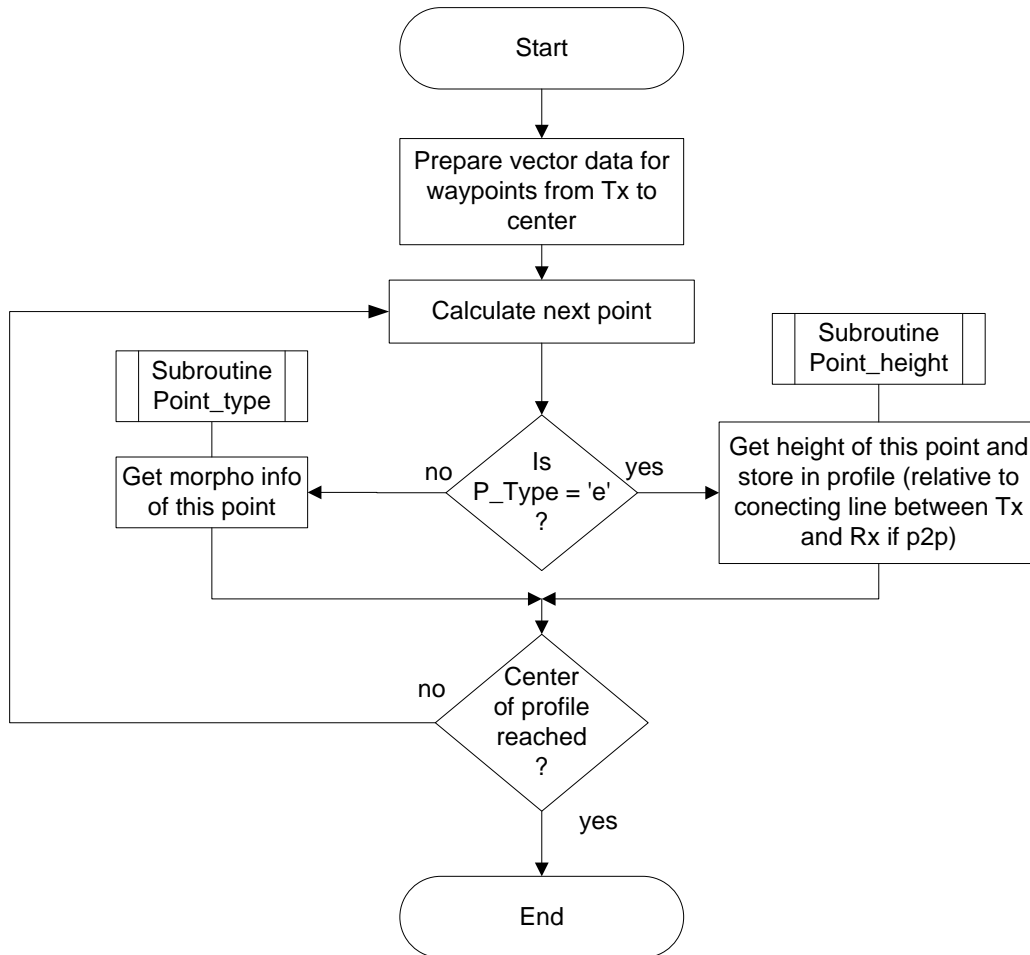 Start
Prepare vector data for
waypoints from Tx to
center
Calculate next point
Subroutine
Point_height
Subroutine
Point_type
Is
P_Type = 'e'
?
no
yes
Get morpho info
of this point
Get height of this point and
store in profile (relative to
conecting line between Tx
and Rx if p2p)
Center
of profile
reached
?
no
yes
End